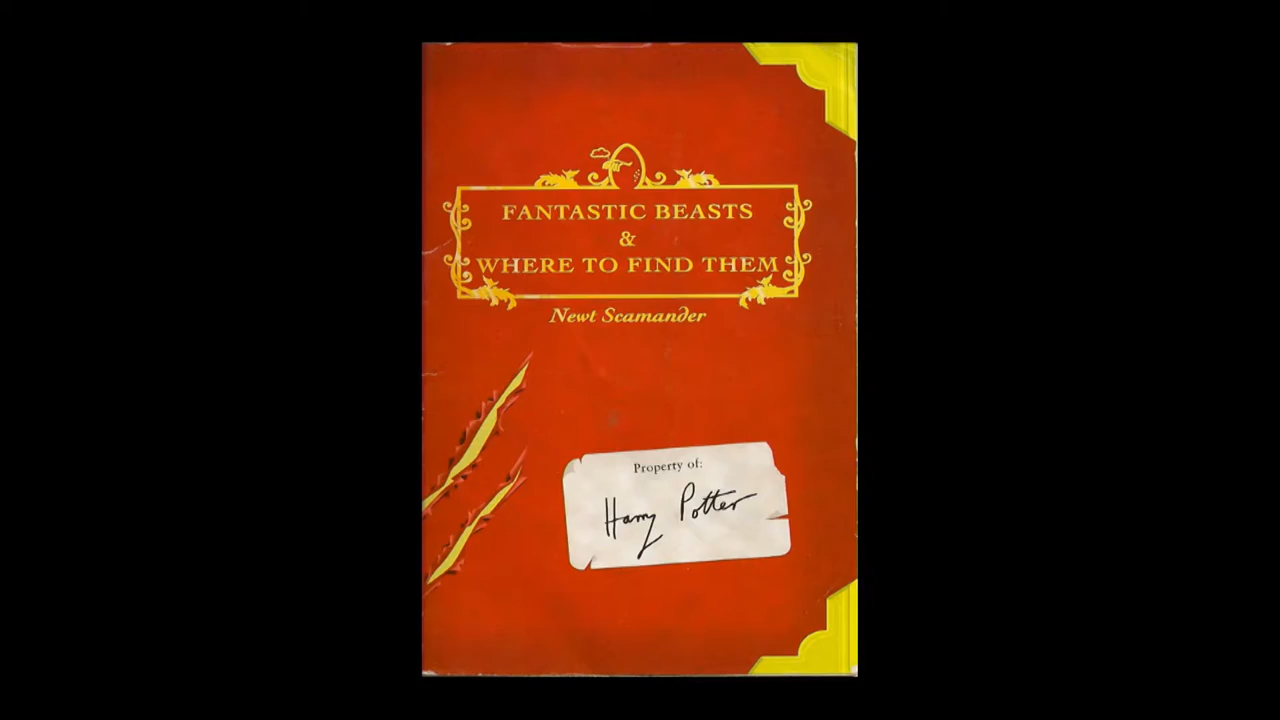 FANTASTIC BEASTS
&
WHERE TO FIND THEM
Newt Scamander
Property of:
Harry Potter